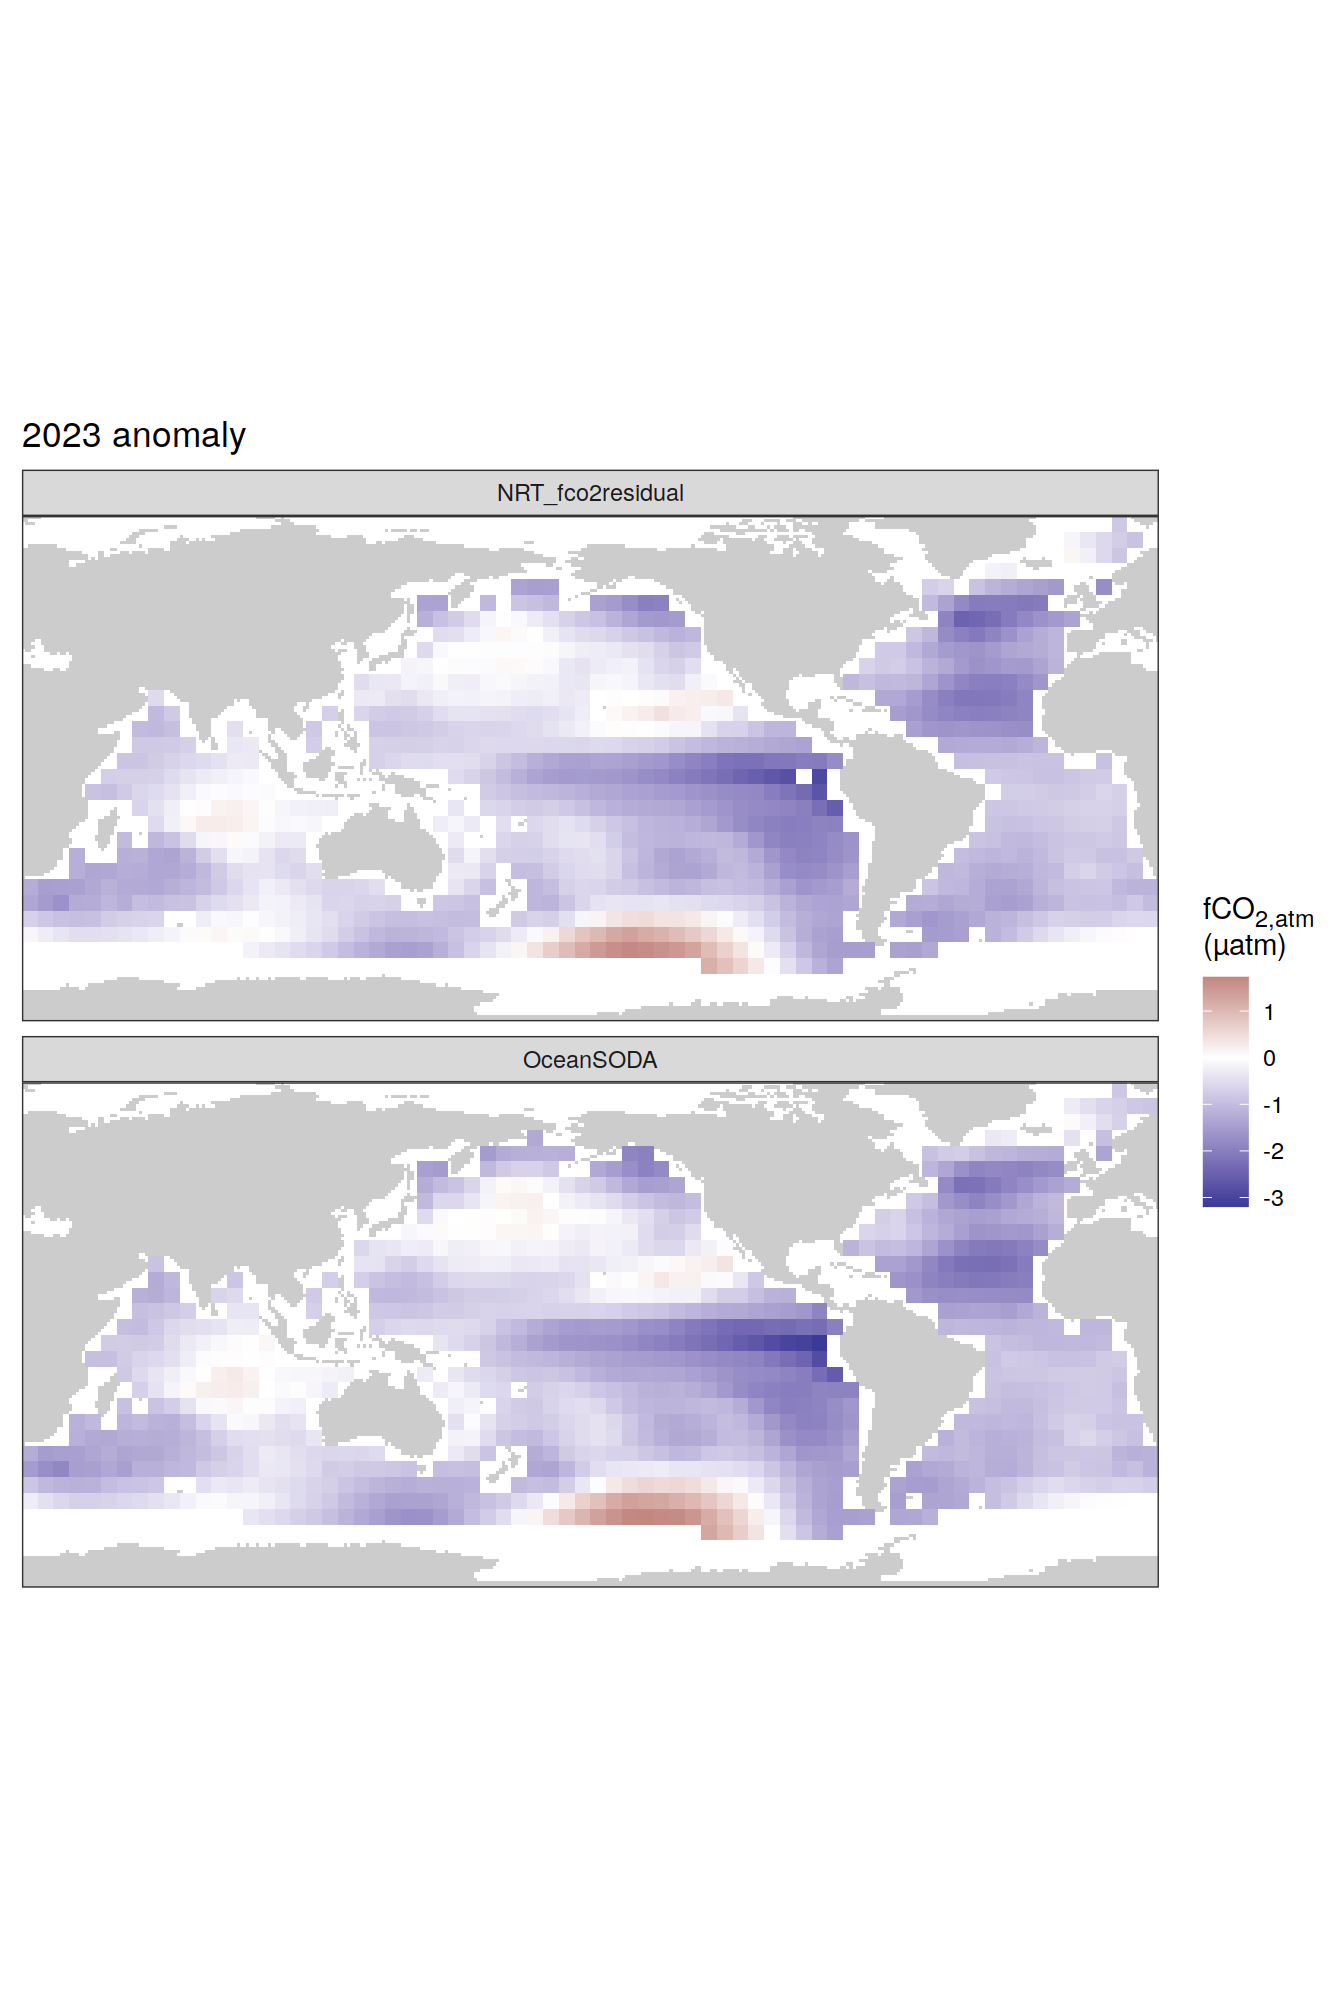 2023 anomaly
NRT_fco2residual
OceanSODA
fCO2,atm
(µatm)
1
0
-1
-2
-3